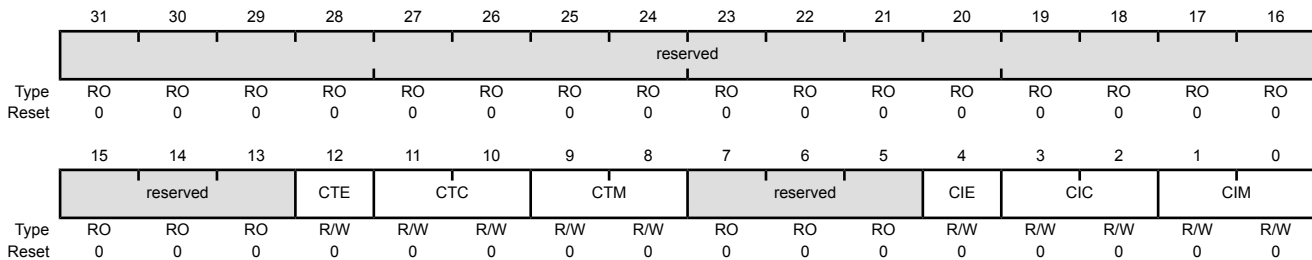 31 30 29 28 27 26 25 24 23 22 21 20 19 18 17 16
reserved
Type RO RO RO RO RO RO RO RO RO RO RO RO RO RO RO RO
Reset 0 0 0 0 0 0 0 0 0 0 0 0 0 0 0 0
15 14 13 12 11 10 9 8 7 6 5 4 3 2 1 0
reserved CTE CTC CTM reserved CIE CIC CIM
Type RO RO RO R/W R/W R/W R/W R/W RO RO RO R/W R/W R/W R/W R/W
Reset 0 0 0 0 0 0 0 0 0 0 0 0 0 0 0 0